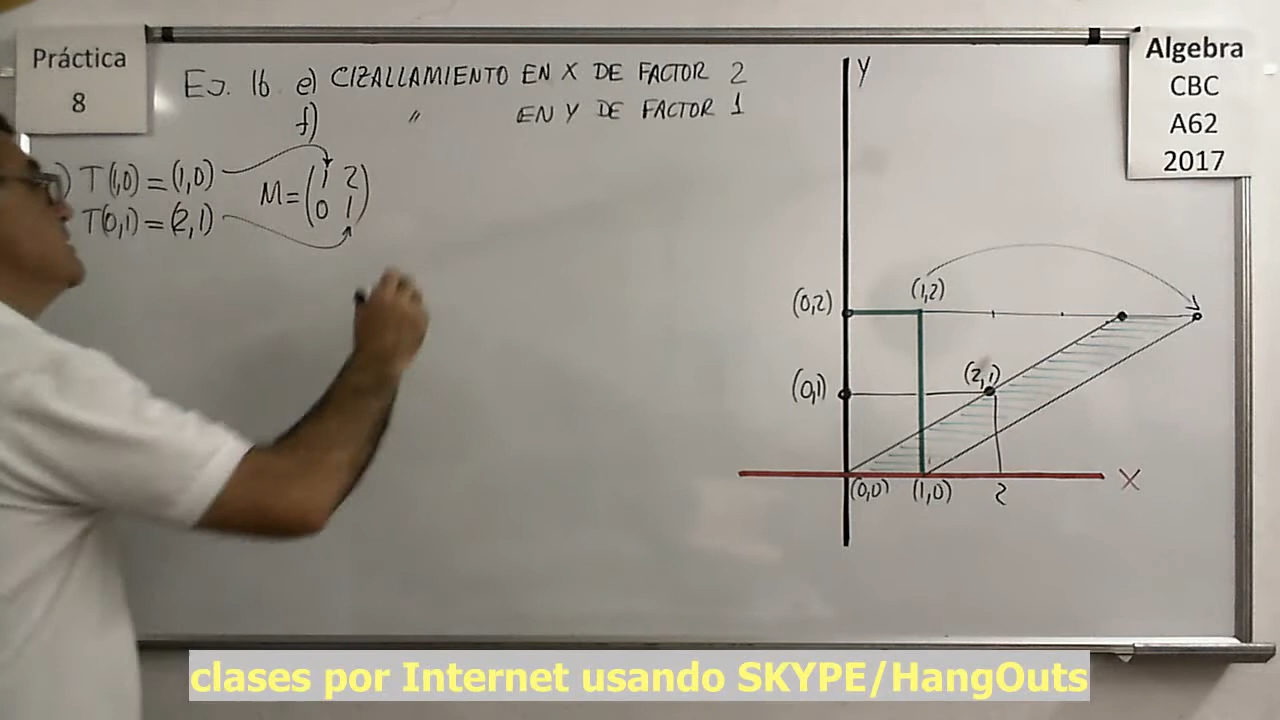 Práctica
8
EJ. 16 e) CIZALLAMIENTO EN X DE FACTOR 2
f) " EN Y DE FACTOR 1
) T(1,0) = (1,0)
T(0,1) = (2,1)
M = (1 2
0 1)
Algebra
CBC
A62
2017
Y
(0,2)
(1,2)
(0,1)
(2,1)
(0,0)
(1,0)
2
X
clases por Internet usando SKYPE/HangOuts